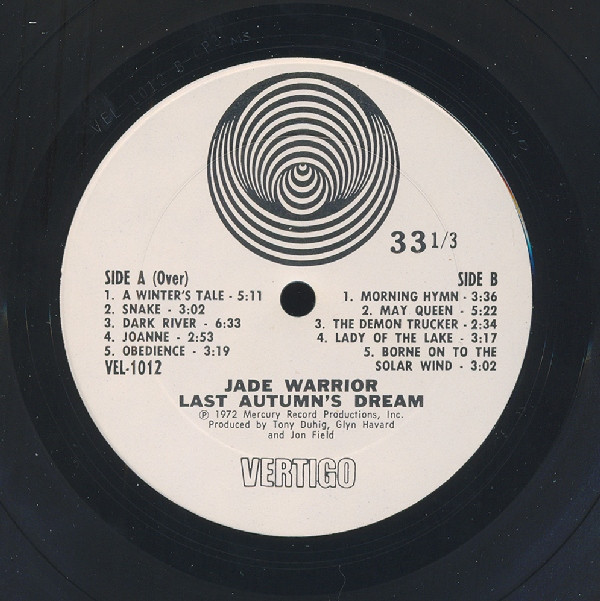 VEL 1012 B
33 1/3
SIDE A (Over)
1. A WINTER'S TALE - 5:11
2. SNAKE - 3:02
3. DARK RIVER - 6:33
4. JOANNE - 2:53
5. OBEDIENCE - 3:19
VEL-1012
SIDE B
1. MORNING HYMN - 3:36
2. MAY QUEEN - 5:22
3. THE DEMON TRUCKER - 2:34
4. LADY OF THE LAKE - 3:17
5. BORNE ON TO THE
SOLAR WIND - 3:02
JADE WARRIOR
LAST AUTUMN'S DREAM
Ⓟ 1972 Mercury Record Productions, Inc.
Produced by Tony Duhig, Glyn Havard
and Jon Field
VERTIGO